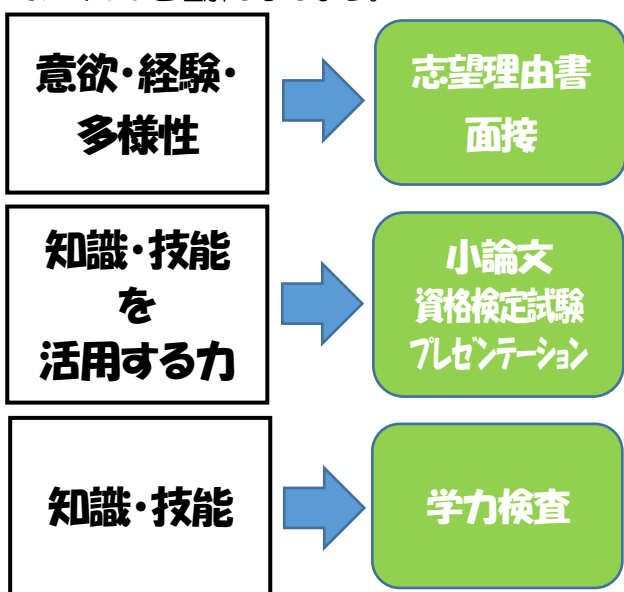 意欲・経験・
多様性
志望理由書
面接
知識・技能
を
活用する力
小論文
資格検定試験
プレゼンテーション
知識・技能
学力検査